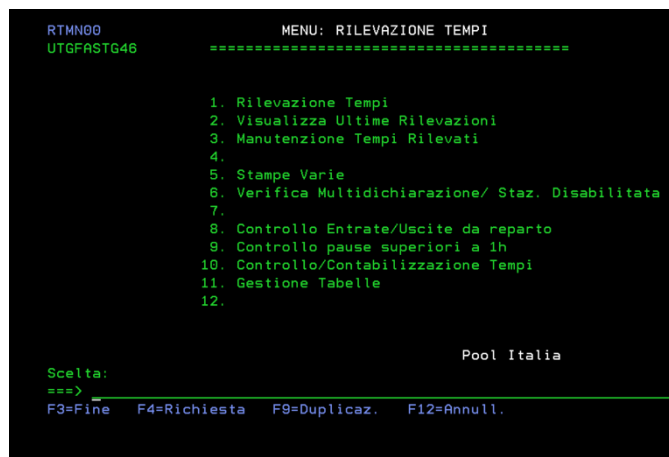 RTMN00 MENU: RILEVAZIONE TEMPI
UTGFASTG46 ========================================
1. Rilevazione Tempi
2. Visualizza Ultime Rilevazioni
3. Manutenzione Tempi Rilevati
4.
5. Stampe Varie
6. Verifica Multidichiarazione/ Staz. Disabilitata
7.
8. Controllo Entrate/Uscite da reparto
9. Controllo pause superiori a 1h
10. Controllo/Contabilizzazione Tempi
11. Gestione Tabelle
12.
Pool Italia
Scelta:
===> _
F3=Fine F4=Richiesta F9=Duplicaz. F12=Annull.